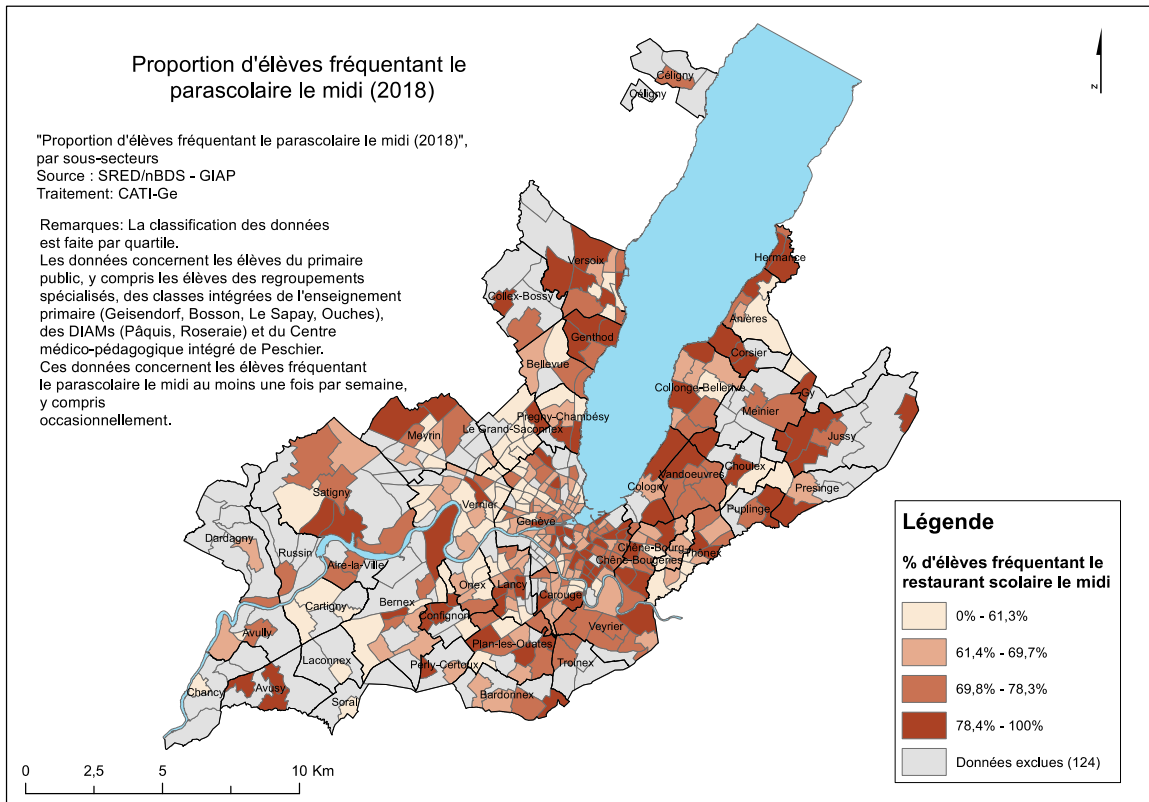 Proportion d'élèves fréquentant le
parascolaire le midi (2018)
"Proportion d'élèves fréquentant le parascolaire le midi (2018)",
par sous-secteurs
Source : SRED/nBDS - GIAP
Traitement: CATI-Ge
Remarques: La classification des données
est faite par quartile.
Les données concernent les élèves du primaire
public, y compris les élèves des regroupements
spécialisés, des classes intégrées de l'enseignement
primaire (Geisendorf, Bosson, Le Sapay, Ouches),
des DIAMs (Pâquis, Roseraie) et du Centre
médico-pédagogique intégré de Peschier.
Ces données concernent les élèves fréquentant
le parascolaire le midi au moins une fois par semaine,
y compris
occasionnellement.
N
Céligny
Céligny
Versoix
Hermance
Collex-Bossy
Anières
Genthod
Corsier
Bellevue
Collonge-Bellerive
Gy
Meinier
Pregny-Chambésy
Le Grand-Saconnex
Meyrin
Jussy
Choulex
Vandoeuvres
Presinge
Cologny
Satigny
Vernier
Puplinge
Genève
Dardagny
Russin
Chêne-Bourg
Thônex
Chêne-Bougeries
Aire-la-Ville
Onex
Lancy
Carouge
Cartigny
Bernex
Confignon
Veyrier
Avully
Plan-les-Ouates
Laconnex
Perly-Certoux
Troinex
Chancy
Avusy
Soral
Bardonnex
Légende
% d'élèves fréquentant le
restaurant scolaire le midi
0% - 61,3%
61,4% - 69,7%
69,8% - 78,3%
78,4% - 100%
Données exclues (124)
0 2,5 5 10 Km